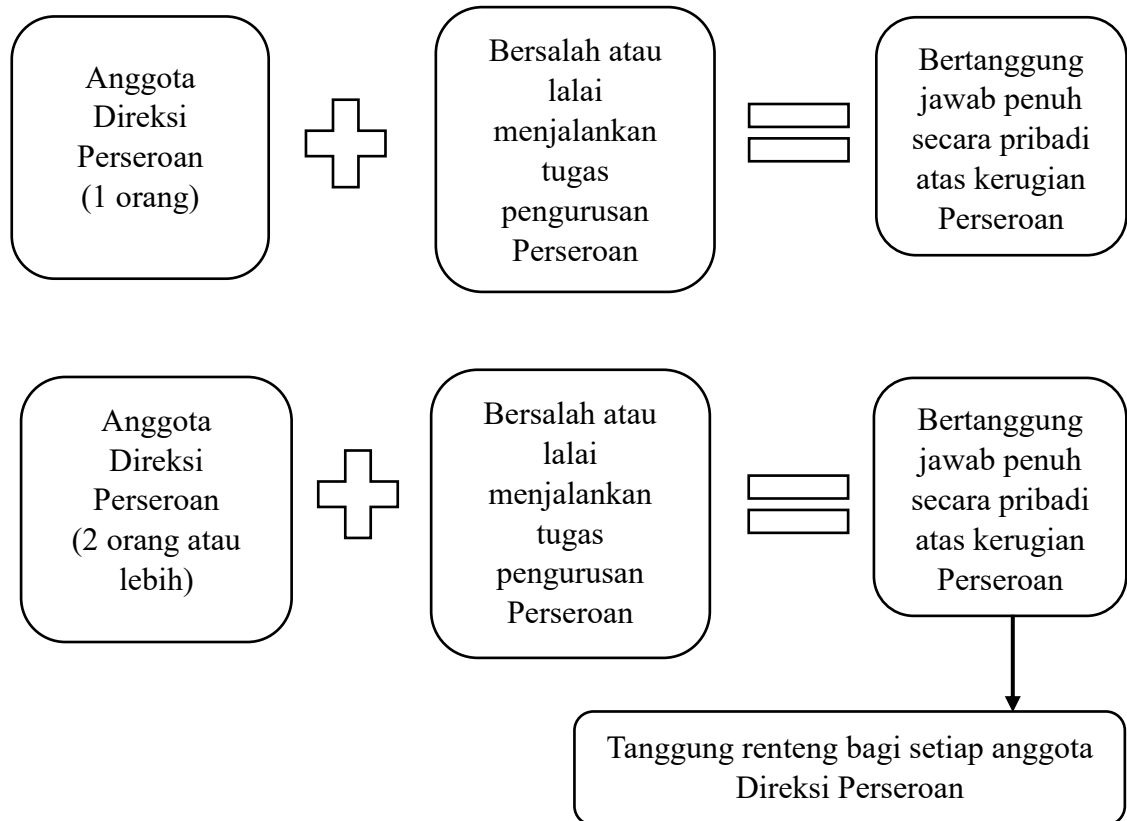 Anggota
Direksi
Perseroan
(1 orang)
Bersalah atau
lalai
menjalankan
tugas
pengurusan
Perseroan
Bertanggung
jawab penuh
secara pribadi
atas kerugian
Perseroan
Anggota
Direksi
Perseroan
(2 orang atau
lebih)
Bersalah atau
lalai
menjalankan
tugas
pengurusan
Perseroan
Bertanggung
jawab penuh
secara pribadi
atas kerugian
Perseroan
Tanggung renteng bagi setiap anggota
Direksi Perseroan